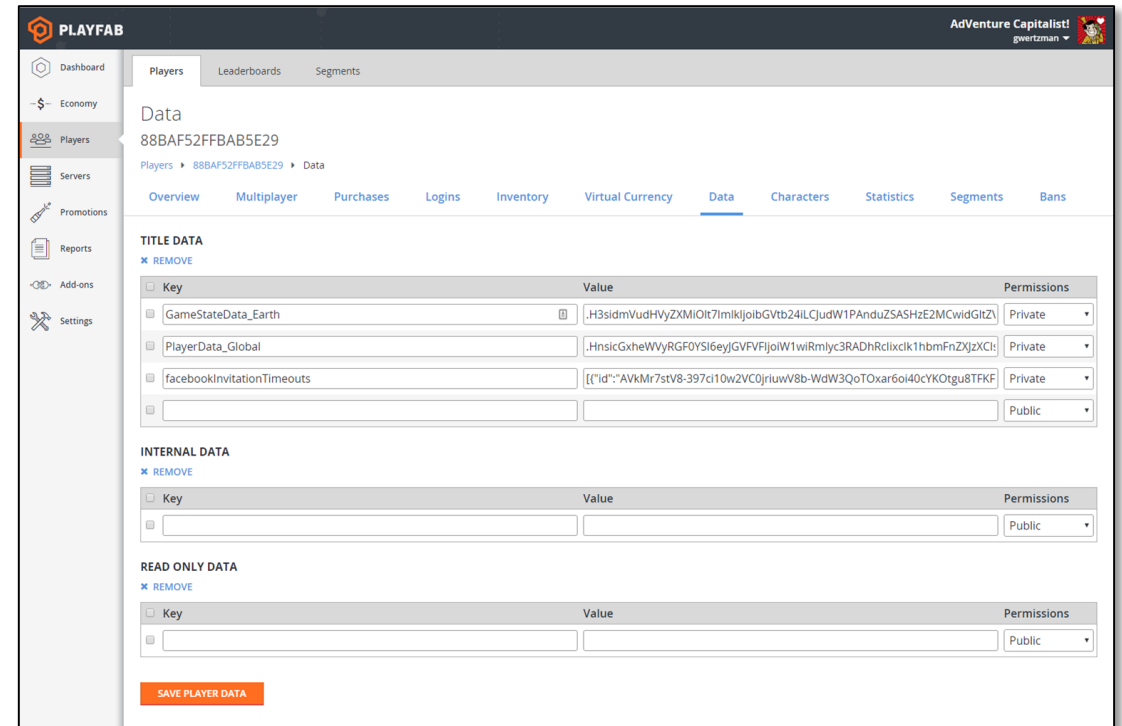 PLAYFAB
AdVenture Capitalist!
gwertzman
Dashboard
Economy
Players
Servers
Promotions
Reports
Add-ons
Settings
Players Leaderboards Segments
Data
88BAF52FFBAB5E29
Players 88BAF52FFBAB5E29 Data
Overview Multiplayer Purchases Logins Inventory Virtual Currency Data Characters Statistics Segments Bans
TITLE DATA
REMOVE
Key Value Permissions
GameStateData_Earth Private
PlayerData_Global Private
facebookInvitationTimeouts Private
Public
INTERNAL DATA
REMOVE
Key Value Permissions
Public
READ ONLY DATA
REMOVE
Key Value Permissions
Public
SAVE PLAYER DATA